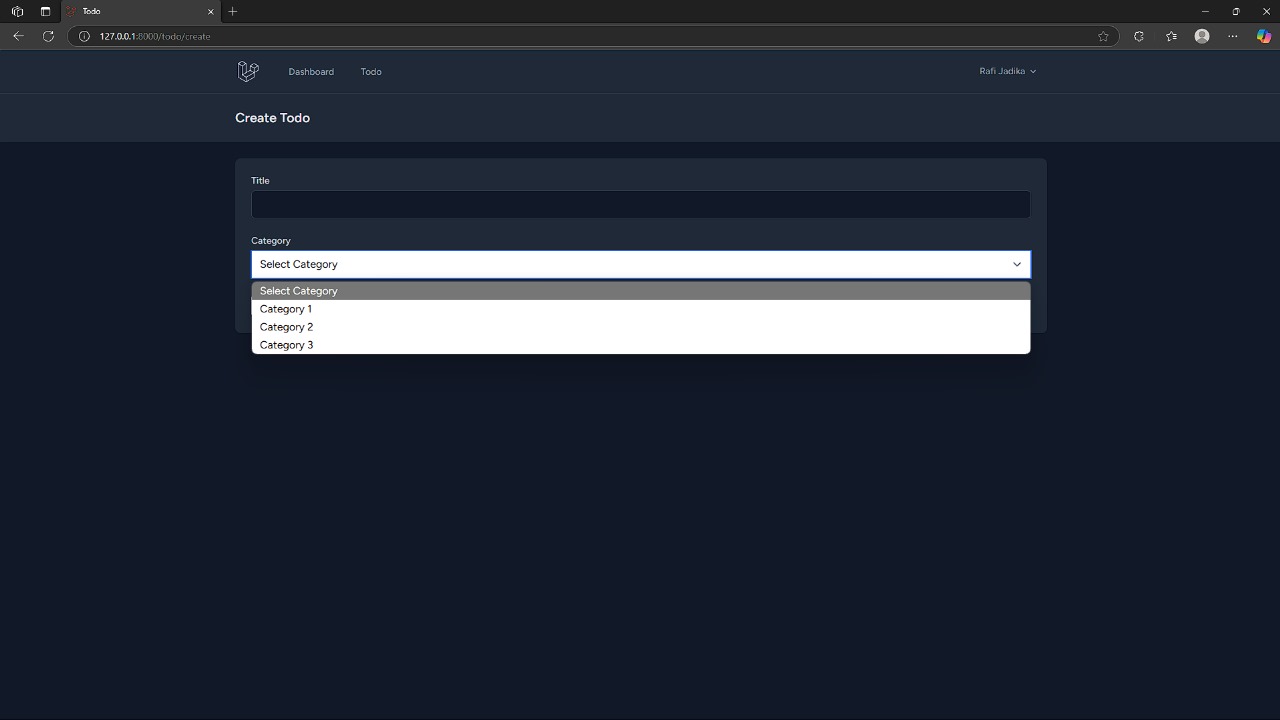 Todo
127.0.0.1:8000/todo/create
Dashboard Todo Rafi Jadika
Create Todo
Title
Category
Select Category
Select Category
Category 1
Category 2
Category 3